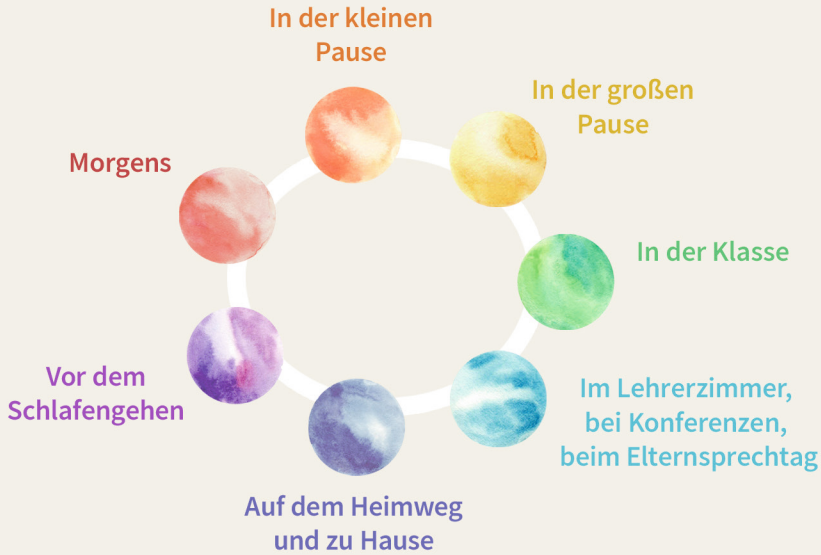 In der kleinen
Pause
In der großen
Pause
Morgens
In der Klasse
Vor dem
Schlafengehen
Im Lehrerzimmer,
bei Konferenzen,
beim Elternsprechtag
Auf dem Heimweg
und zu Hause